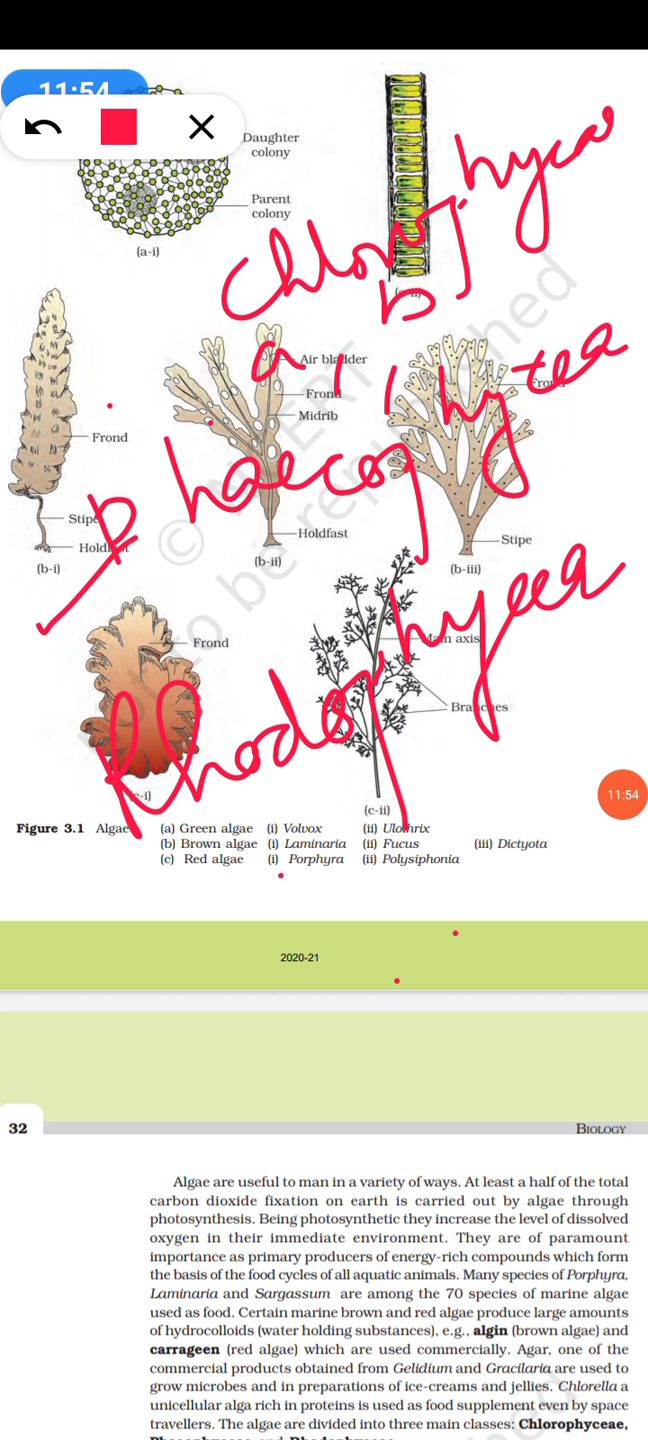 11:54
Daughter
colony
Parent
colony
(a-i)
Chlorophycea
a, b
Air bladder
Frond
Midrib
Frond
Stipe
Holdfast
(b-i)
Holdfast
(b-ii)
Stipe
(b-iii)
Rhodophycea
Frond
Main axis
Branches
(c-i)
(c-ii)
11:54
Figure 3.1 Algae (a) Green algae (i) Volvox (ii) Ulothrix
(b) Brown algae (i) Laminaria (ii) Fucus (iii) Dictyota
(c) Red algae (i) Porphyra (ii) Polysiphonia
2020-21
32
BIOLOGY
Algae are useful to man in a variety of ways. At least a half of the total
carbon dioxide fixation on earth is carried out by algae through
photosynthesis. Being photosynthetic they increase the level of dissolved
oxygen in their immediate environment. They are of paramount
importance as primary producers of energy-rich compounds which form
the basis of the food cycles of all aquatic animals. Many species of Porphyra,
Laminaria and Sargassum are among the 70 species of marine algae
used as food. Certain marine brown and red algae produce large amounts
of hydrocolloids (water holding substances), e.g., algin (brown algae) and
carrageen (red algae) which are used commercially. Agar, one of the
commercial products obtained from Gelidium and Gracilaria are used to
grow microbes and in preparations of ice-creams and jellies. Chlorella a
unicellular alga rich in proteins is used as food supplement even by space
travellers. The algae are divided into three main classes: Chlorophyceae,
© NCERT
not to be republished